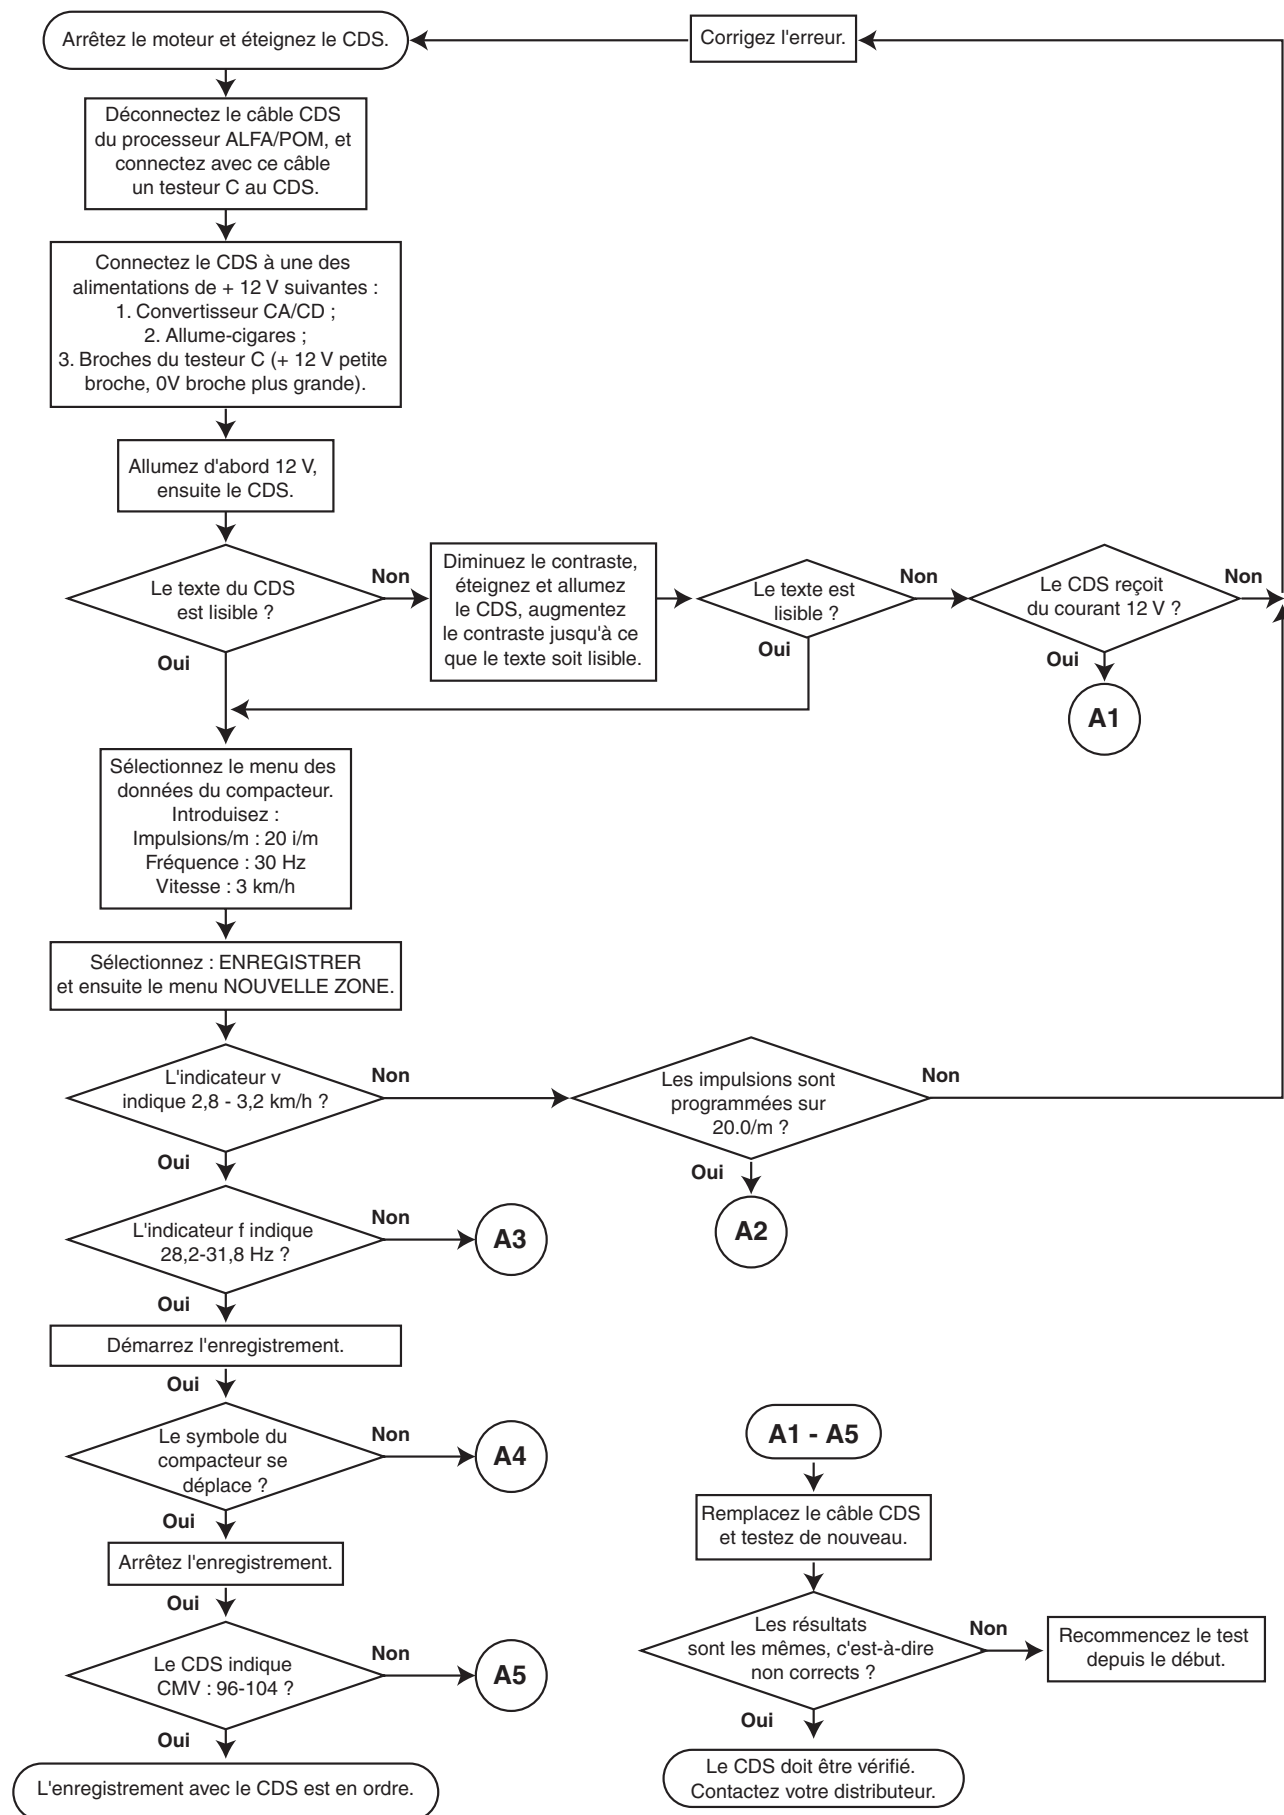 Arrêtez le moteur et éteignez le CDS.
Corrigez l'erreur.
Déconnectez le câble CDS
du processeur ALFA/POM, et
connectez avec ce câble
un testeur C au CDS.
Connectez le CDS à une des
alimentations de + 12 V suivantes :
1. Convertisseur CA/CD ;
2. Allume-cigares ;
3. Broches du testeur C (+ 12 V petite
broche, 0V broche plus grande).
Allumez d'abord 12 V,
ensuite le CDS.
Le texte du CDS
est lisible ?
Non
Oui
Diminuez le contraste,
éteignez et allumez
le CDS, augmentez
le contraste jusqu'à ce
que le texte soit lisible.
Le texte est
lisible ?
Non
Oui
Le CDS reçoit
du courant 12 V ?
Non
Oui
A1
Sélectionnez le menu des
données du compacteur.
Introduisez :
Impulsions/m : 20 i/m
Fréquence : 30 Hz
Vitesse : 3 km/h
Sélectionnez : ENREGISTRER
et ensuite le menu NOUVELLE ZONE.
L'indicateur v
indique 2,8 - 3,2 km/h ?
Non
Oui
Les impulsions sont
programmées sur
20.0/m ?
Non
Oui
A2
L'indicateur f indique
28,2-31,8 Hz ?
Non
A3
Oui
Démarrez l'enregistrement.
Oui
Le symbole du
compacteur se
déplace ?
Non
A4
Oui
Arrêtez l'enregistrement.
Oui
Le CDS indique
CMV : 96-104 ?
Non
A5
Oui
L'enregistrement avec le CDS est en ordre.
A1 - A5
Remplacez le câble CDS
et testez de nouveau.
Les résultats
sont les mêmes, c'est-à-dire
non corrects ?
Non
Recommencez le test
depuis le début.
Oui
Le CDS doit être vérifié.
Contactez votre distributeur.